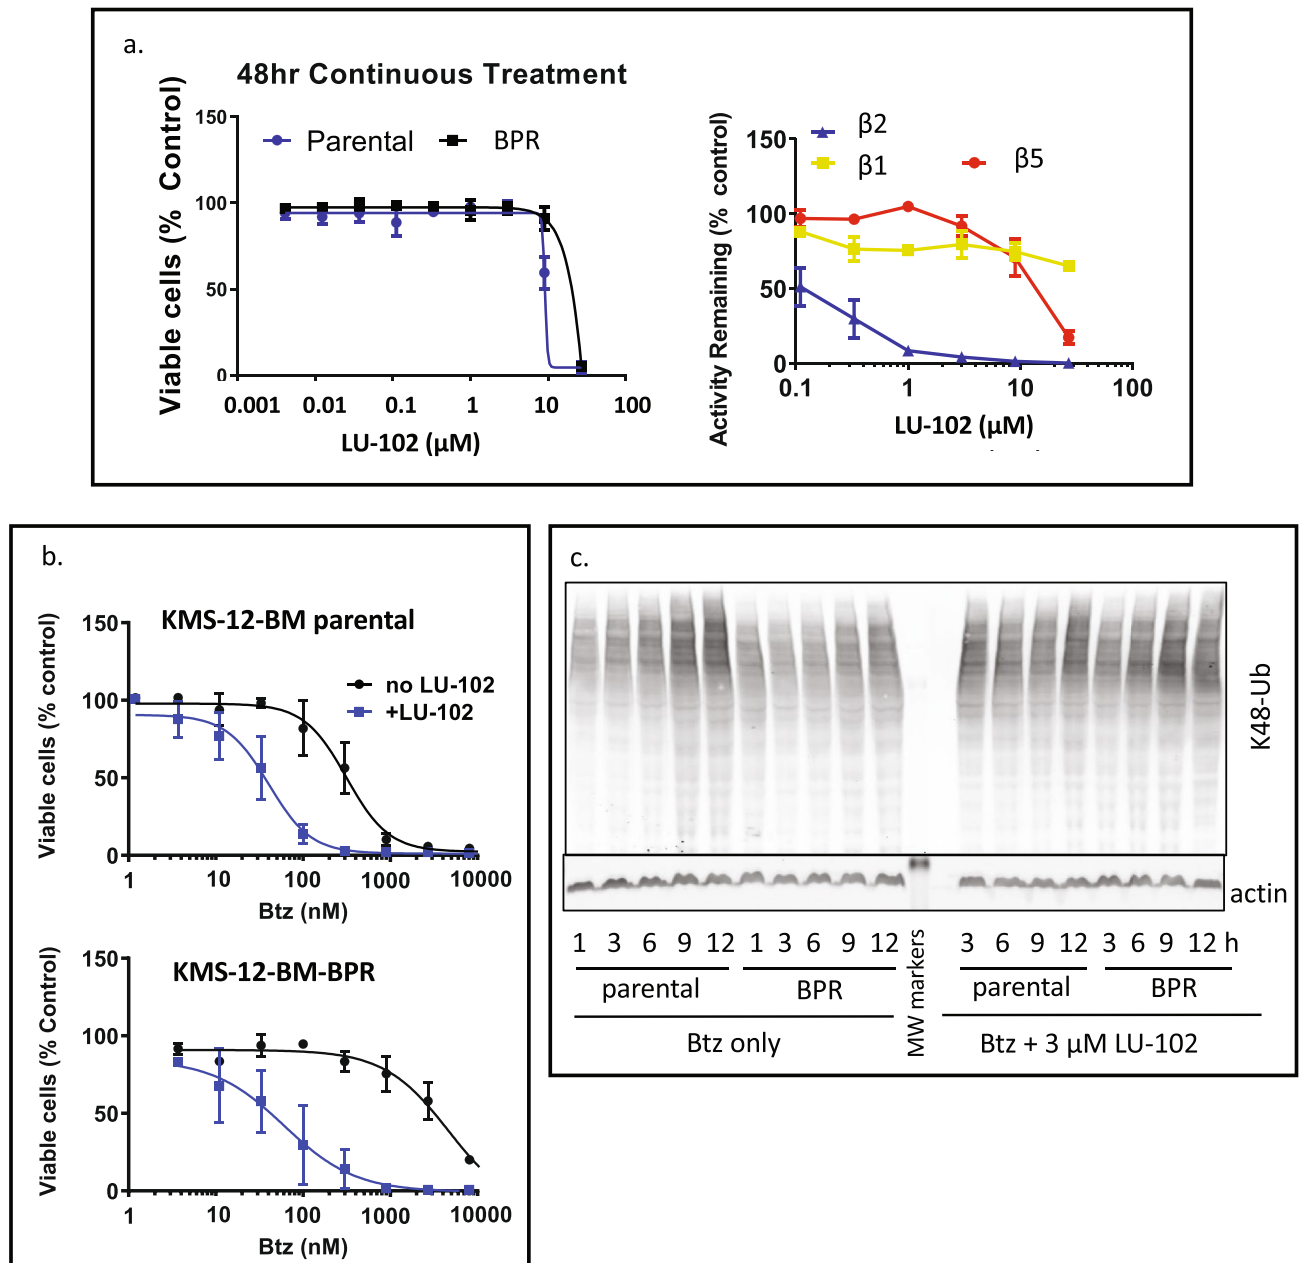 a.
48hr Continuous Treatment
Viable cells (% Control)
150
100
50
0
Parental
BPR
0.001 0.01 0.1 1 10 100
LU-102 (µM)
Activity Remaining (% control)
150
100
50
0
β2
β1
β5
0.1 1 10 100
LU-102 (µM)
b.
KMS-12-BM parental
Viable cells (% control)
150
100
50
0
no LU-102
+LU-102
1 10 100 1000 10000
Btz (nM)
KMS-12-BM-BPR
Viable cells (% Control)
150
100
50
0
1 10 100 1000 10000
Btz (nM)
c.
K48-Ub
actin
1 3 6 9 12 1 3 6 9 12 MW markers 3 6 9 12 3 6 9 12 h
parental BPR parental BPR
Btz only Btz + 3 µM LU-102